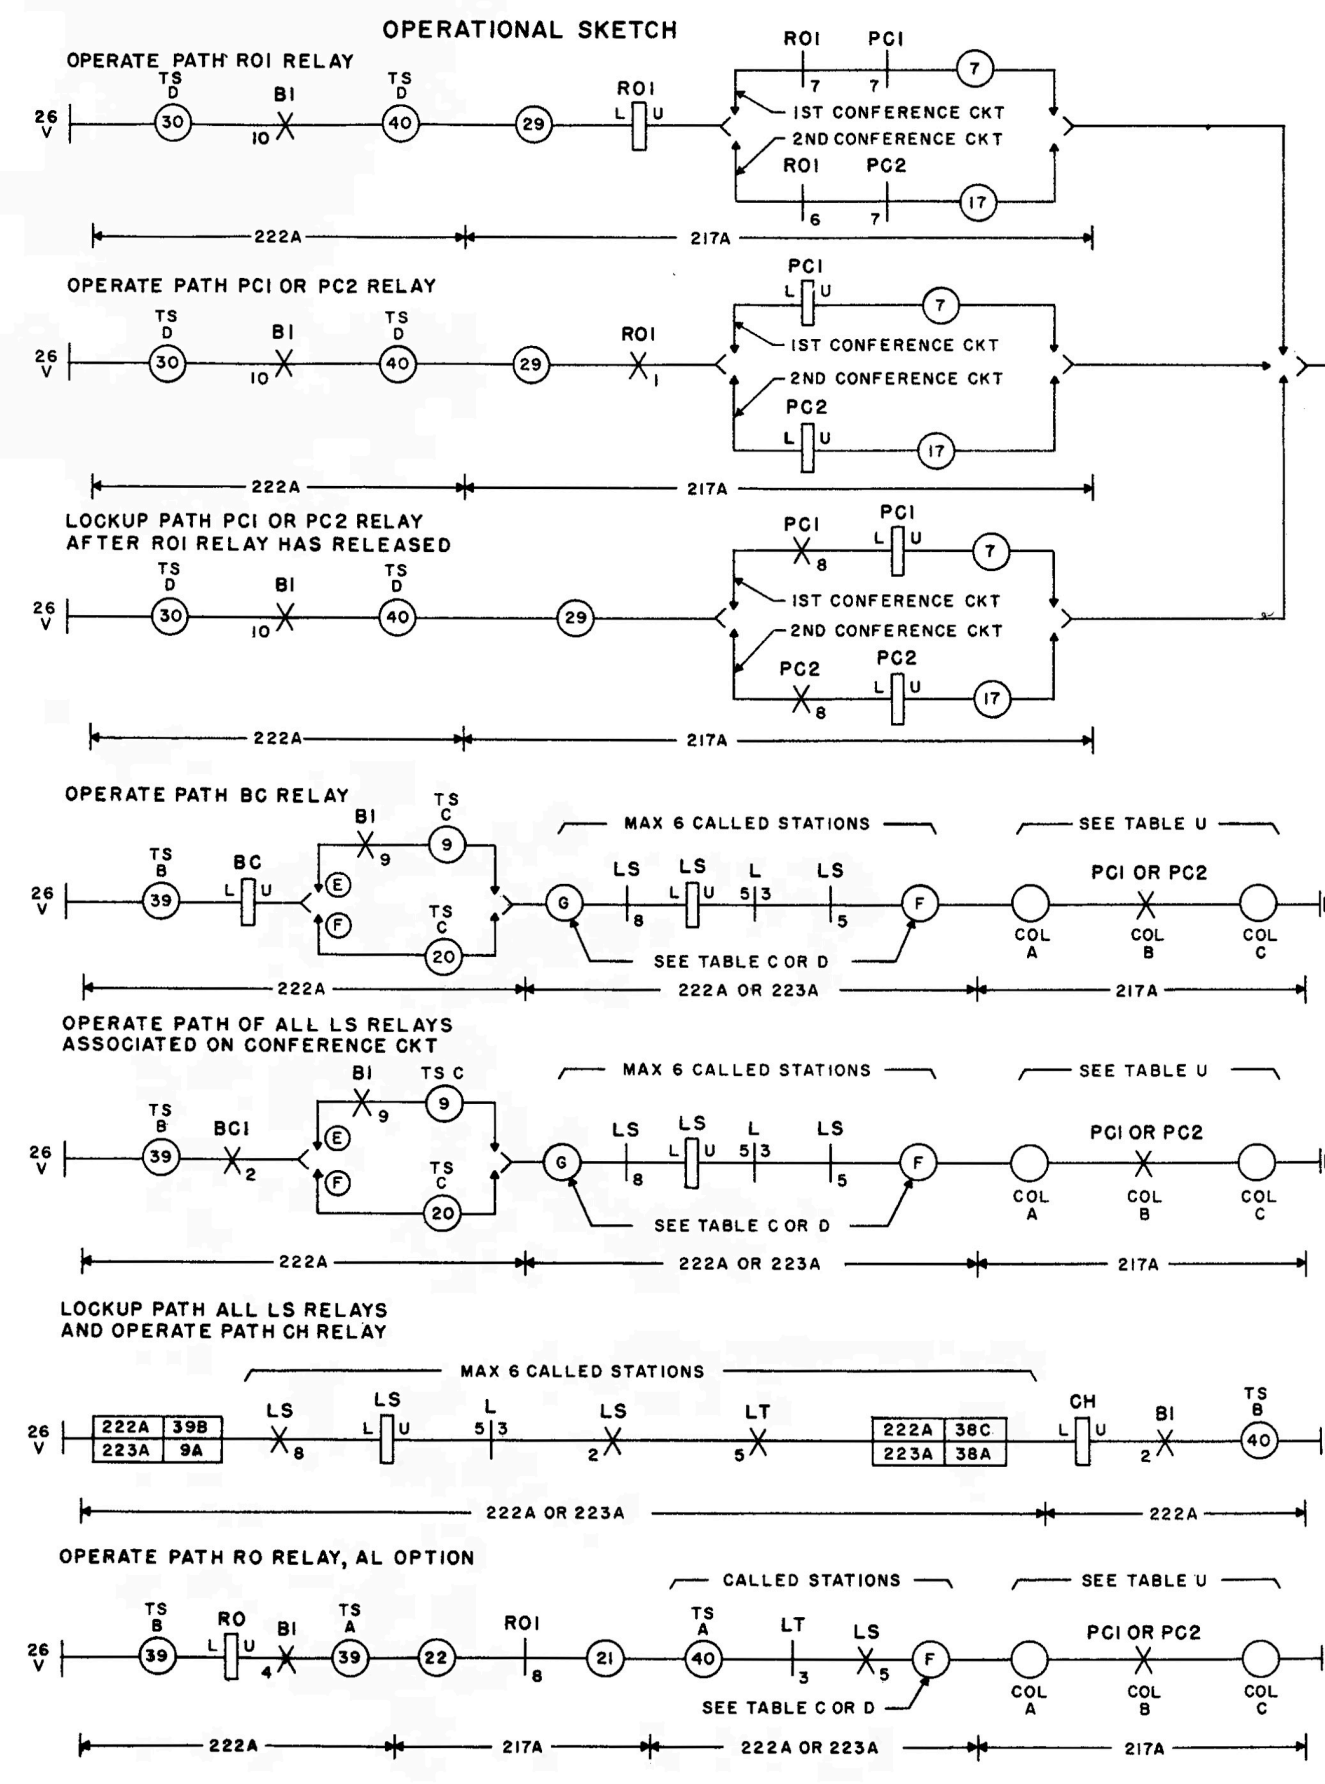 OPERATIONAL SKETCH
OPERATE PATH RO1 RELAY
RO1 PC1
TS D B1 TS D RO1 7 7 7
26 V 30 10 40 29 L U
1ST CONFERENCE CKT
2ND CONFERENCE CKT
RO1 PC2
6 7 17
222A 217A
OPERATE PATH PC1 OR PC2 RELAY
PC1
L U 7
TS D B1 TS D RO1
1ST CONFERENCE CKT
26 V 30 10 40 29 1
2ND CONFERENCE CKT
PC2
L U 17
222A 217A
LOCKUP PATH PC1 OR PC2 RELAY
AFTER RO1 RELAY HAS RELEASED
PC1 PC1
8 L U 7
TS D B1 TS D
1ST CONFERENCE CKT
26 V 30 10 40 29
2ND CONFERENCE CKT
PC2 PC2
8 L U 17
222A 217A
OPERATE PATH BC RELAY
B1 TS C MAX 6 CALLED STATIONS SEE TABLE U
9 9
TS B BC E LS LS L LS PC1 OR PC2
26 V 39 L U G 8 L U 5 3 5 F
F TS C 20 COL A COL B COL C
SEE TABLE C OR D
222A 222A OR 223A 217A
OPERATE PATH OF ALL LS RELAYS
ASSOCIATED ON CONFERENCE CKT
B1 TS C MAX 6 CALLED STATIONS SEE TABLE U
9 9
TS B BC1 E LS LS L LS PC1 OR PC2
26 V 39 2 G 8 L U 5 3 5 F
F TS C 20 COL A COL B COL C
SEE TABLE C OR D
222A 222A OR 223A 217A
LOCKUP PATH ALL LS RELAYS
AND OPERATE PATH CH RELAY
MAX 6 CALLED STATIONS
LS LS L LS LT CH B1 TS B
26 V 222A 39B 8 L U 5 3 2 5 222A 38C L U 2 40
223A 9A 223A 38A
222A OR 223A 222A
OPERATE PATH RO RELAY, AL OPTION
CALLED STATIONS SEE TABLE U
TS B RO B1 TS A RO1 TS A LT LS PC1 OR PC2
26 V 39 L U 4 39 22 8 21 40 3 5 F
COL A COL B COL C
SEE TABLE C OR D
222A 217A 222A OR 223A 217A